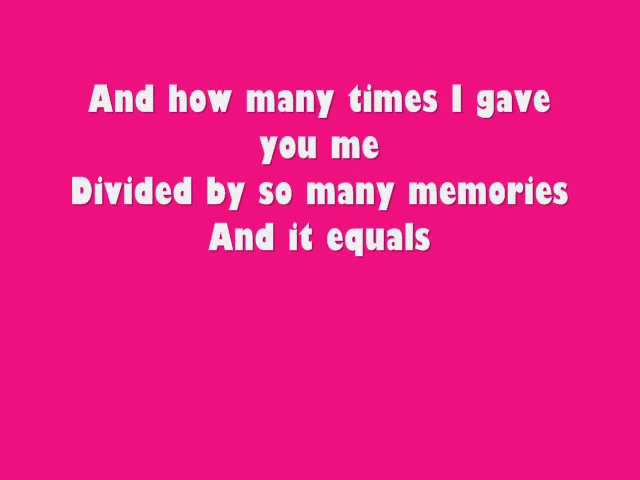 And how many times I gave
you me
Divided by so many memories
And it equals